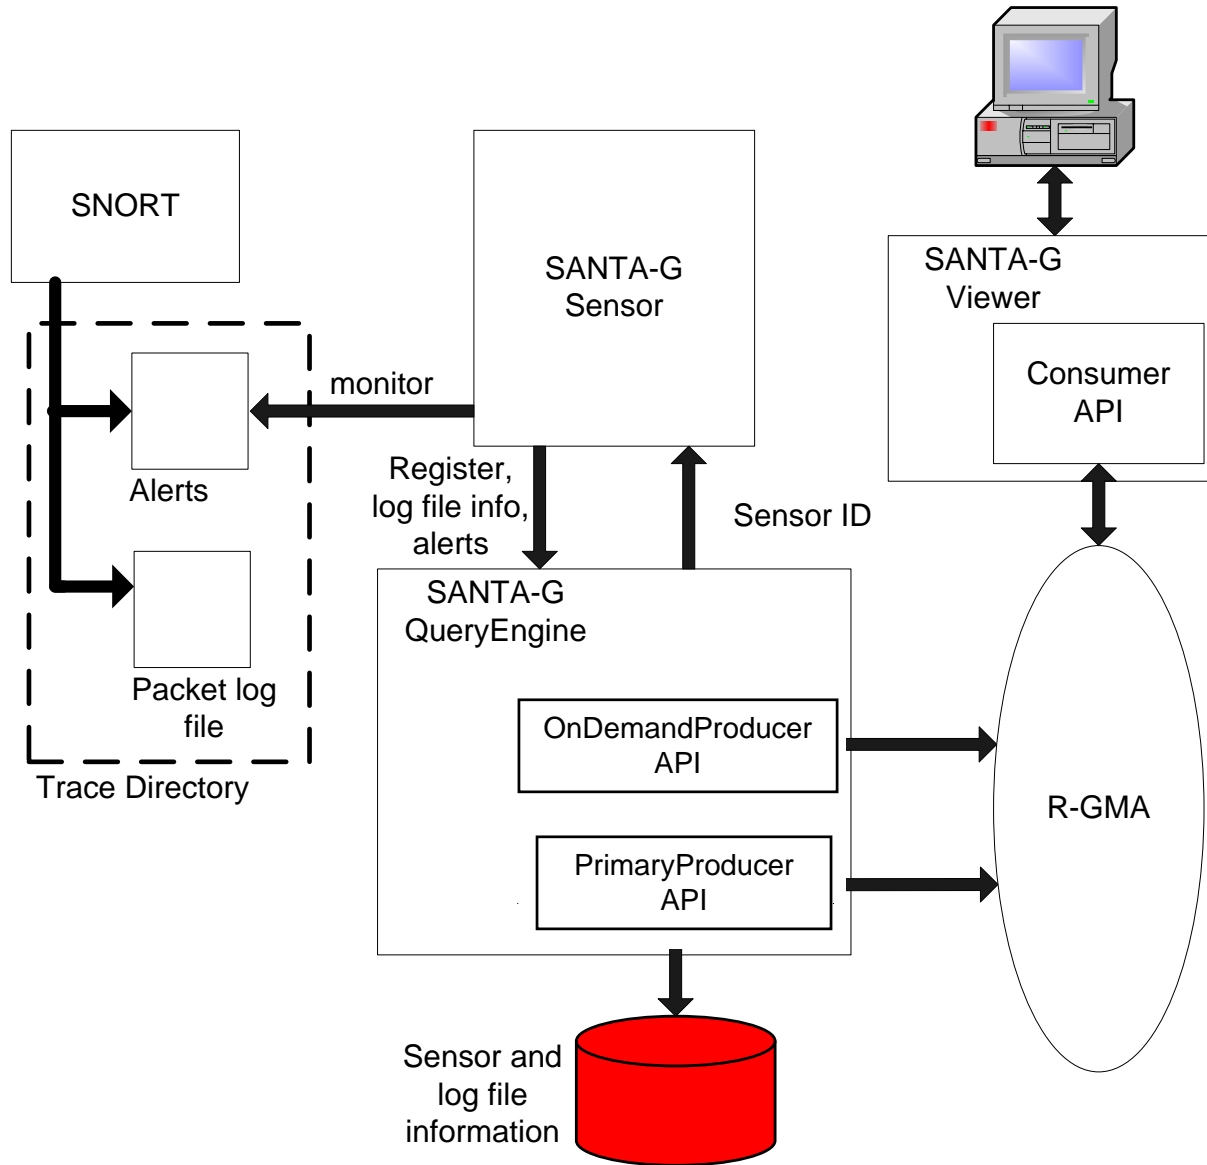 SNORT
SANTA-G
Sensor
SANTA-G
Viewer
Consumer
API
monitor
Alerts
Register,
log file info,
alerts
Sensor ID
SANTA-G
QueryEngine
Packet log
file
Trace Directory
OnDemandProducer
API
PrimaryProducer
API
R-GMA
Sensor and
log file
information